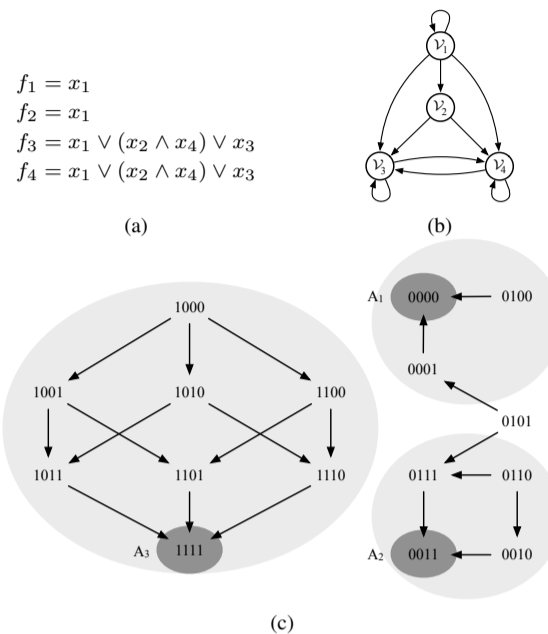 f₁ = x₁
f₂ = x₁
f₃ = x₁ ∨ (x₂ ∧ x₄) ∨ x₃
f₄ = x₁ ∨ (x₂ ∧ x₄) ∨ x₃
(a)
𝒱₁
𝒱₂
𝒱₃ 𝒱₄
(b)
1000
1001 1010 1100
1011 1101 1110
A₃ 1111
A₁ 0000 0100
0001
0101
0111 0110
A₂ 0011 0010
(c)